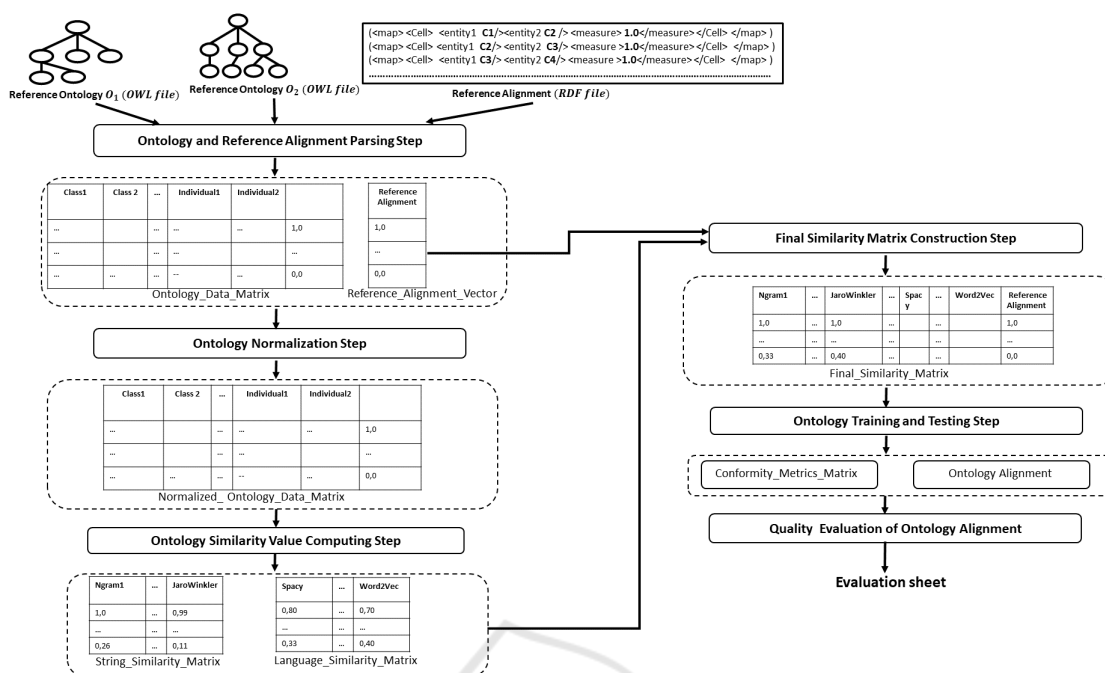 (<map> <Cell> <entity1 C1/><entity2 C2 / ><measure> 1.0</measure></Cell> </map> )
(<map> <Cell> <entity1 C2/> <entity2 C3/> <measure >1.0</measure></Cell> </map> )
(<map> <Cell> <entity1 C3/> <entity2 C4/> <measure >1.0</measure></Cell> </map> )
Reference Ontology O₁ (OWL file)
Reference Ontology O₂ (OWL file)
Reference Alignment (RDF file)
Ontology and Reference Alignment Parsing Step
Class1 Class 2 ... Individual1 Individual2
... ... ... ... 1,0
... ... ... ...
... ... ... -- ... 0,0
Ontology_Data_Matrix
Reference
Alignment
1,0
...
0,0
Reference_Alignment_Vector
Ontology Normalization Step
Class1 Class 2 ... Individual1 Individual2
... ... ... ... 1,0
... ... ... ...
... ... ... -- ... 0,0
Normalized_ Ontology_Data_Matrix
Ontology Similarity Value Computing Step
Ngram1 ... JaroWinkler
1,0 ... 0,99
... ... ...
0,26 ... 0,11
String_Similarity_Matrix
Spacy ... Word2Vec
0,80 ... 0,70
... ... ...
0,33 ... 0,40
Language_Similarity_Matrix
Final Similarity Matrix Construction Step
Ngram1 ... JaroWinkler ... Spac
y ... Word2Vec Reference
Alignment
1,0 ... 1,0 ... ... 1,0
... ... ... ... ... ...
0,33 ... 0,40 ... ... 0,0
Final_Similarity_Matrix
Ontology Training and Testing Step
Conformity_Metrics_Matrix
Ontology Alignment
Quality Evaluation of Ontology Alignment
Evaluation sheet